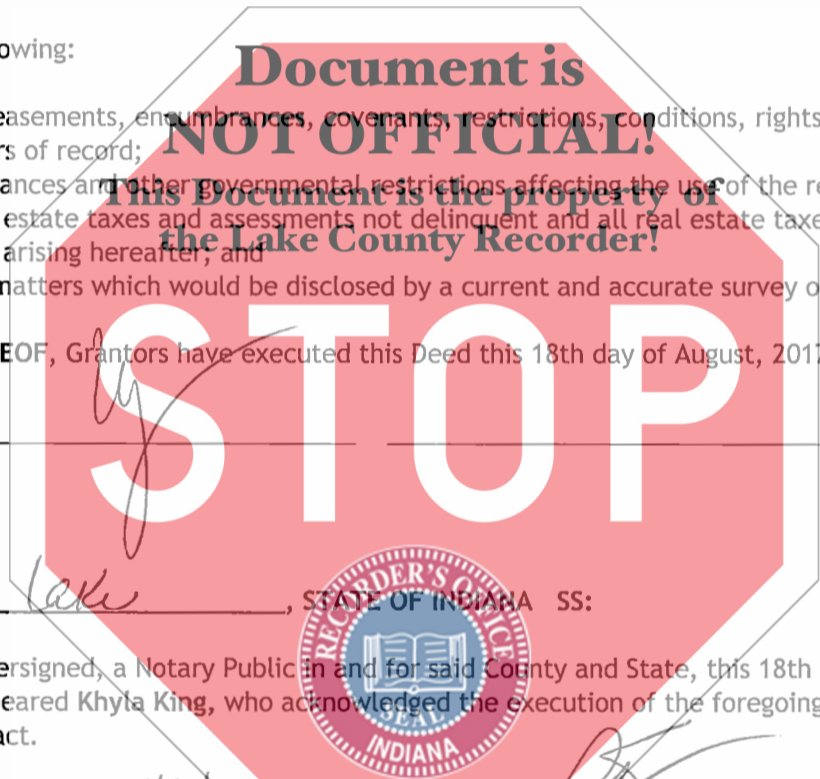 owing:
Document is
easements, encumbrances, covenants, restrictions, conditions, rights
NOT OFFICIAL!
rs of record;
ances and other governmental restrictions affecting the use of the re
This Document is the property of
estate taxes and assessments not delinquent and all real estate taxe
the Lake County Recorder!
arising hereafter; and
matters which would be disclosed by a current and accurate survey o
STOP
EOF, Grantors have executed this Deed this 18th day of August, 2017
Lake, STATE OF INDIANA SS:
RECORDER'S OFFICE
SEAL
INDIANA
ersigned, a Notary Public in and for said County and State, this 18th
eared Khyla King, who acknowledged the execution of the foregoing
act.